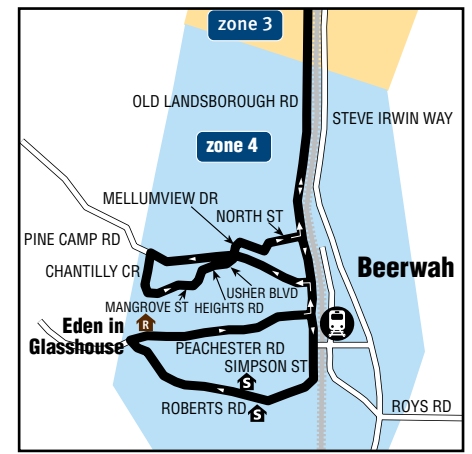 zone 3
OLD LANDSBOROUGH RD
STEVE IRWIN WAY
zone 4
MELLUMVIEW DR
NORTH ST
PINE CAMP RD
CHANTILLY CR
Beerwah
USHER BLVD
MANGROVE ST
HEIGHTS RD
Eden in
Glasshouse
R
PEACHESTER RD
SIMPSON ST
S
ROBERTS RD
S
ROYS RD